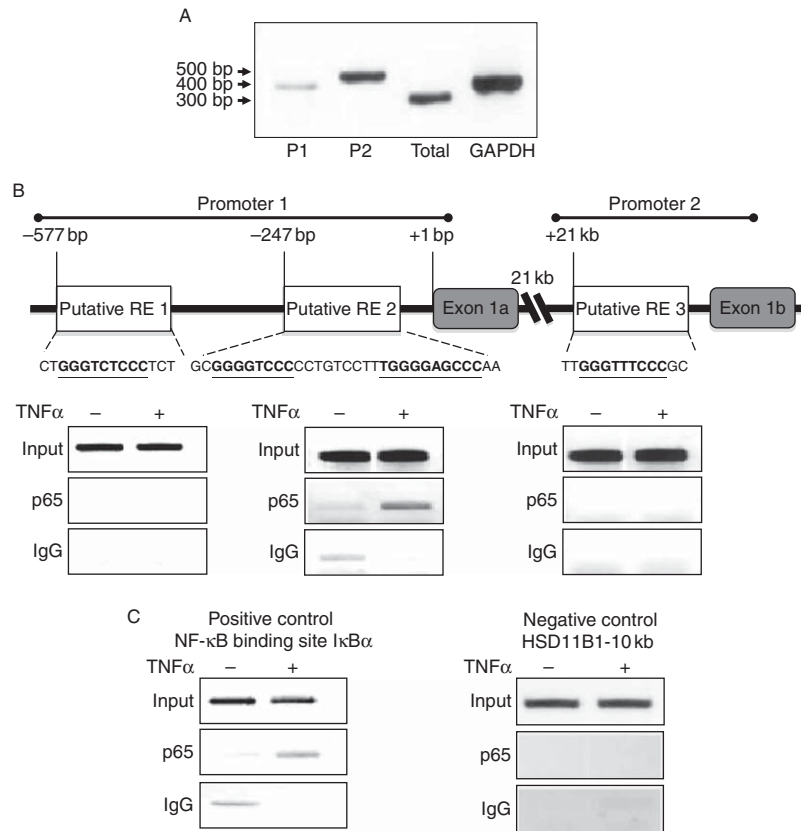 A
500 bp
400 bp
300 bp
P1 P2 Total GAPDH
B
Promoter 1 Promoter 2
−577 bp −247 bp +1 bp +21 kb
21 kb
Putative RE 1 Putative RE 2 Exon 1a Putative RE 3 Exon 1b
CTGGGTCTCCCTCT GCGGGGTCCCCCTGTCCTTTGGGGAGCCCAA TTGGGTTTCCCGC
TNFα − + TNFα − + TNFα − +
Input Input Input
p65 p65 p65
IgG IgG IgG
C
Positive control Negative control
NF-κB binding site IκBα HSD11B1-10 kb
TNFα − + TNFα − +
Input Input
p65 p65
IgG IgG